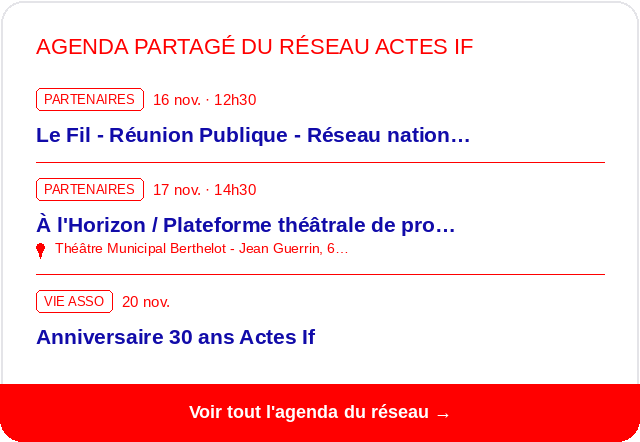 AGENDA PARTAGÉ DU RÉSEAU ACTES IF
PARTENAIRES 16 nov. · 12h30
Le Fil - Réunion Publique - Réseau nation…
PARTENAIRES 17 nov. · 14h30
À l'Horizon / Plateforme théâtrale de pro…
Théâtre Municipal Berthelot - Jean Guerrin, 6…
VIE ASSO 20 nov.
Anniversaire 30 ans Actes If
Voir tout l'agenda du réseau →